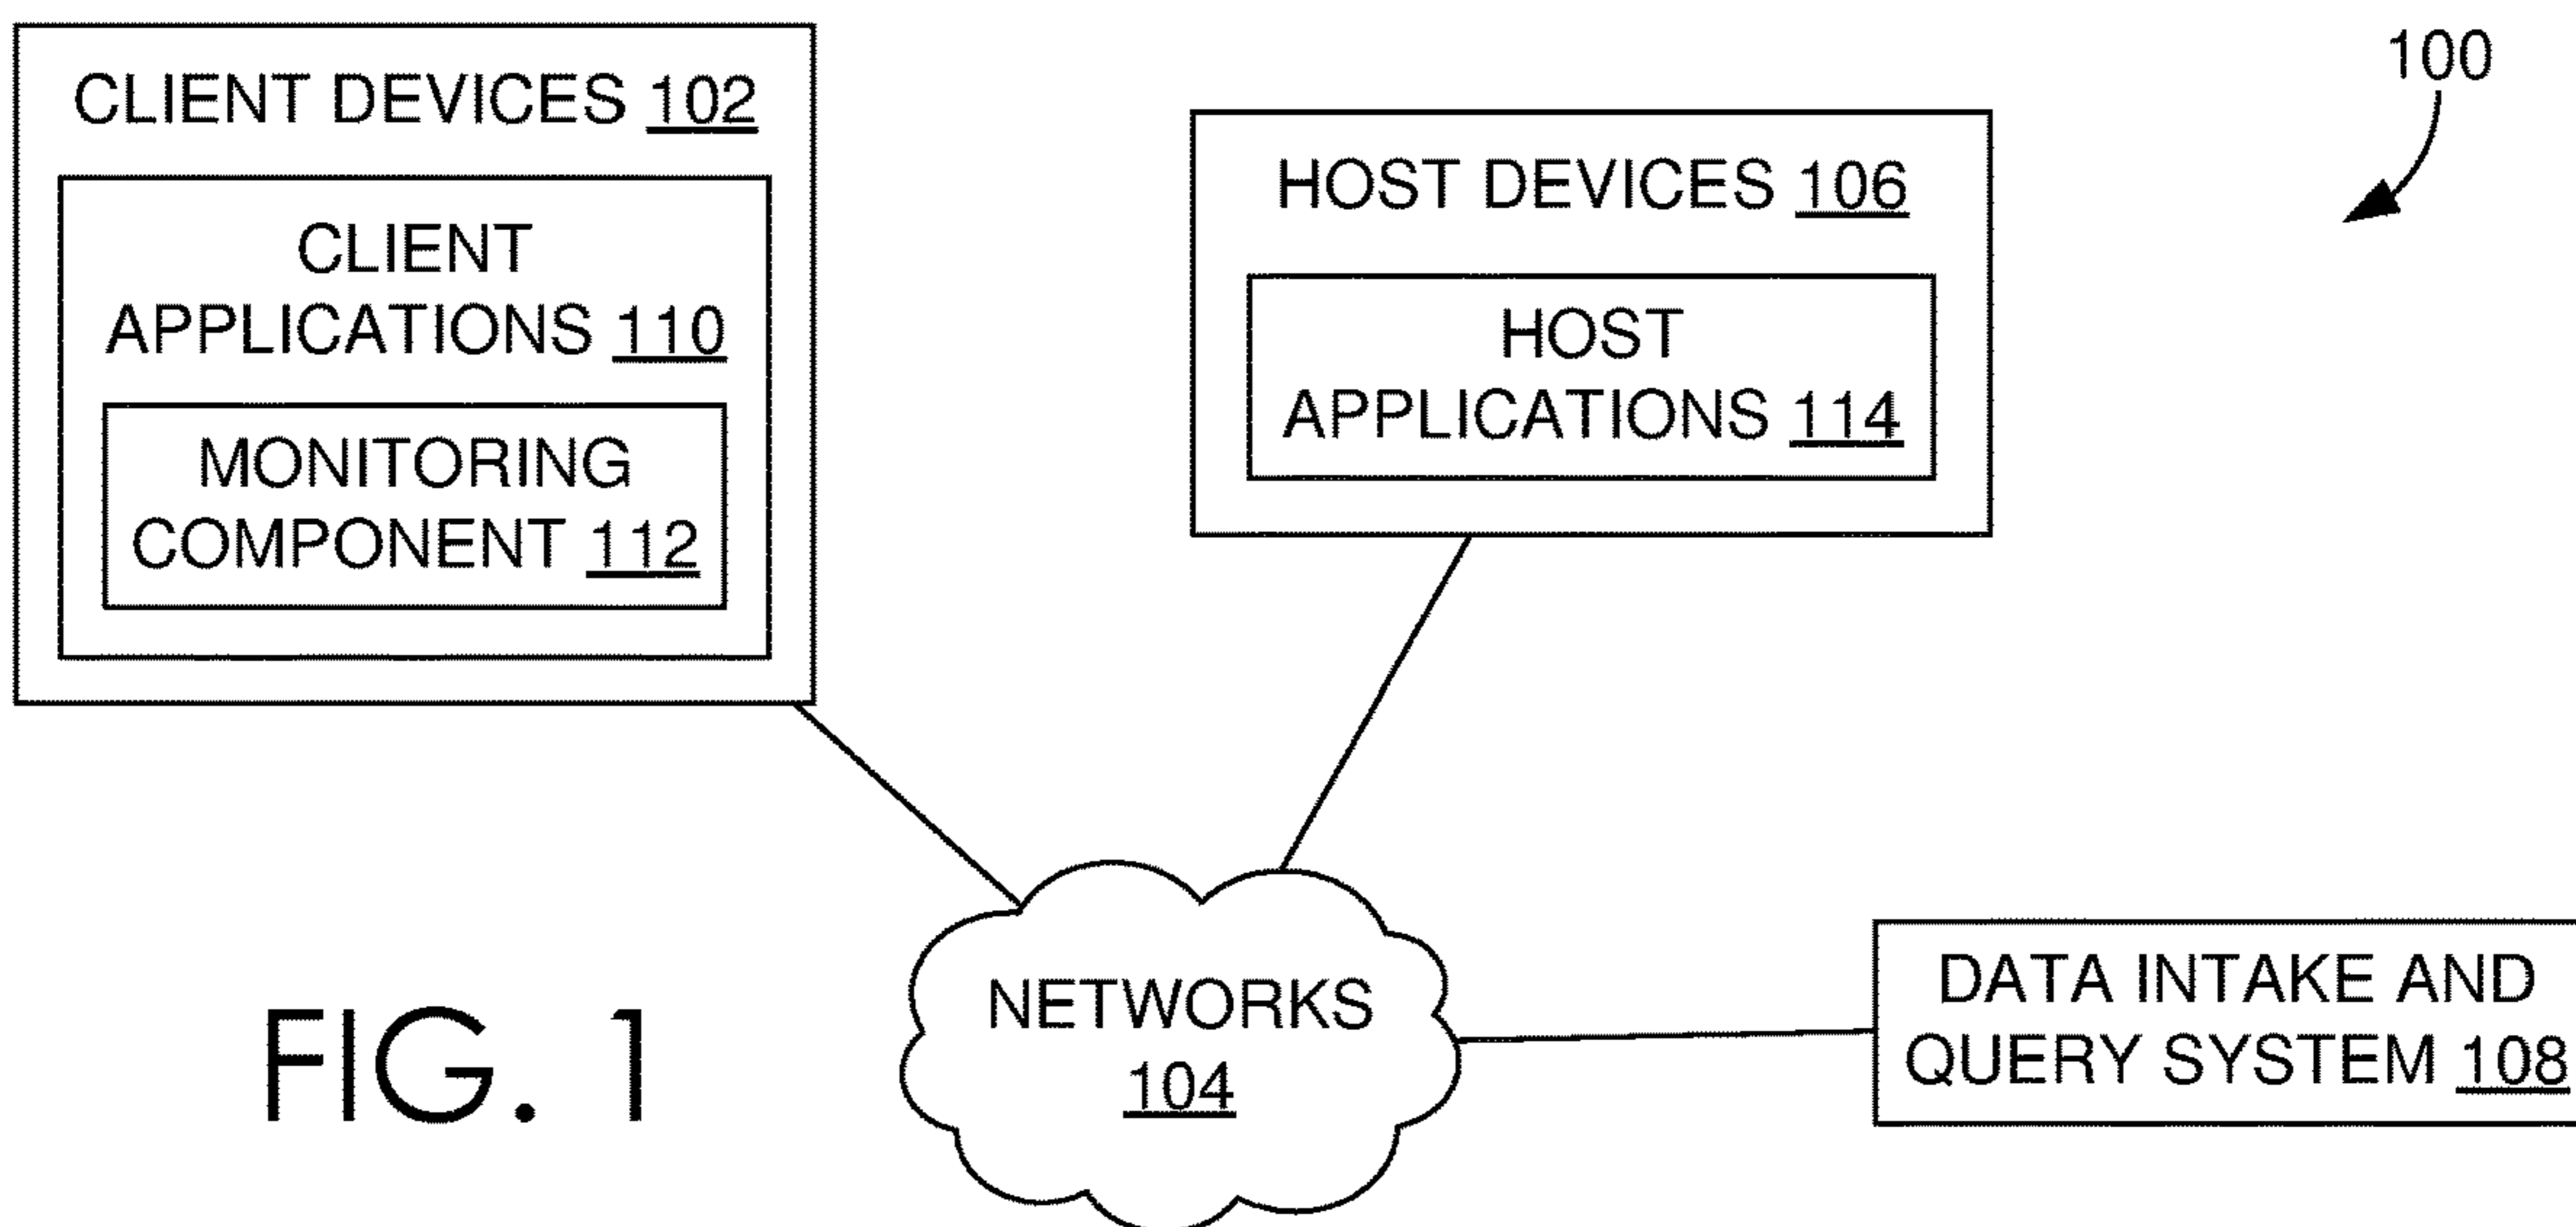 CLIENT DEVICES 102
CLIENT
APPLICATIONS 110
MONITORING
COMPONENT 112
HOST DEVICES 106
HOST
APPLICATIONS 114
100
NETWORKS
104
DATA INTAKE AND
QUERY SYSTEM 108
FIG. 1